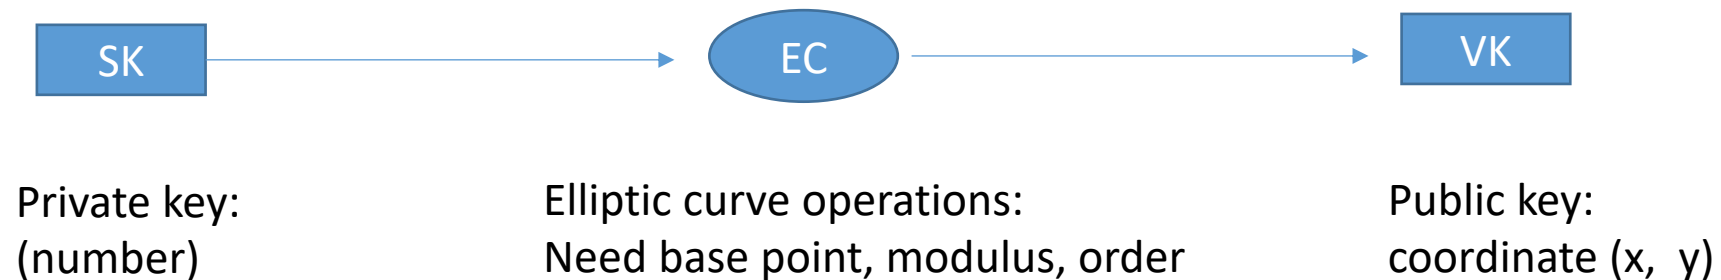 SK
EC
VK
Private key:
(number)
Elliptic curve operations:
Need base point, modulus, order
Public key:
coordinate (x, y)